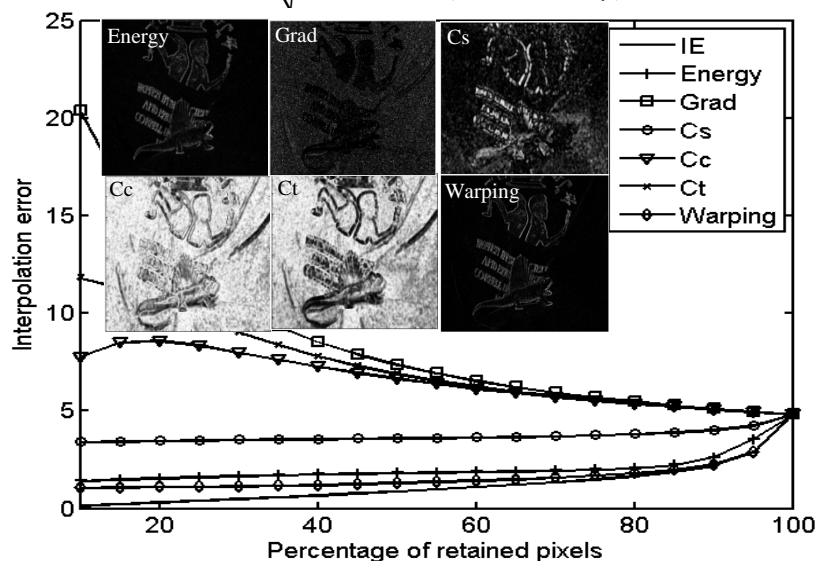 Energy
Grad
Cs
Cc
Ct
Warping
IE
Energy
Grad
Cs
Cc
Ct
Warping
Interpolation error
25
20
15
10
5
0
20
40
60
80
100
Percentage of retained pixels